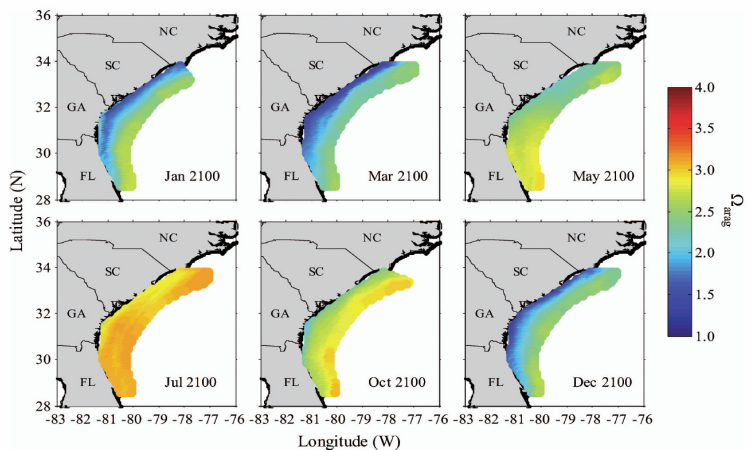 36
34
32
30
28
NC
SC
GA
FL
Jan 2100
NC
SC
GA
FL
Mar 2100
NC
SC
GA
FL
May 2100
4.0
3.5
3.0
2.5
2.0
1.5
1.0
Ωarag
Latitude (N)
36
34
32
30
28
NC
SC
GA
FL
Jul 2100
NC
SC
GA
FL
Oct 2100
NC
SC
GA
FL
Dec 2100
-83 -82 -81 -80 -79 -78 -77 -76
-83 -82 -81 -80 -79 -78 -77 -76
-83 -82 -81 -80 -79 -78 -77 -76
Longitude (W)